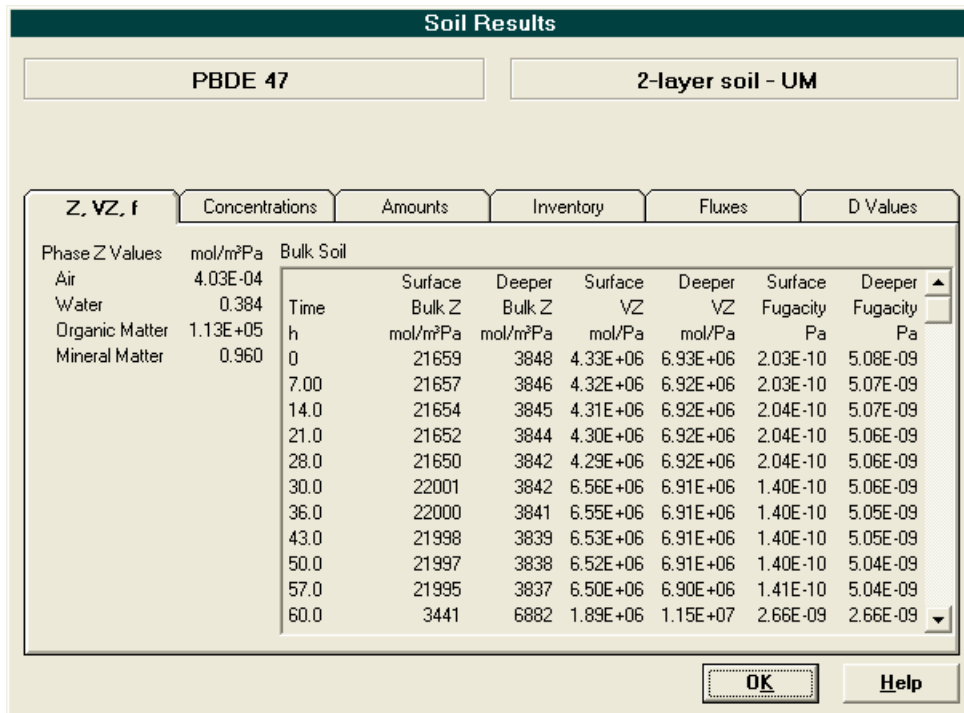 Soil Results
PBDE 47
2-layer soil - UM
Z, VZ, f Concentrations Amounts Inventory Fluxes D Values
Phase Z Values mol/m³Pa
Air 4.03E-04
Water 0.384
Organic Matter 1.13E+05
Mineral Matter 0.960
Bulk Soil
Surface Deeper Surface Deeper Surface Deeper
Time Bulk Z Bulk Z VZ VZ Fugacity Fugacity
h mol/m³Pa mol/m³Pa mol/Pa mol/Pa Pa Pa
0 21659 3848 4.33E+06 6.93E+06 2.03E-10 5.08E-09
7.00 21657 3846 4.32E+06 6.92E+06 2.03E-10 5.07E-09
14.0 21654 3845 4.31E+06 6.92E+06 2.04E-10 5.07E-09
21.0 21652 3844 4.30E+06 6.92E+06 2.04E-10 5.06E-09
28.0 21650 3842 4.29E+06 6.92E+06 2.04E-10 5.06E-09
30.0 22001 3842 6.56E+06 6.91E+06 1.40E-10 5.06E-09
36.0 22000 3841 6.55E+06 6.91E+06 1.40E-10 5.05E-09
43.0 21998 3839 6.53E+06 6.91E+06 1.40E-10 5.05E-09
50.0 21997 3838 6.52E+06 6.91E+06 1.40E-10 5.04E-09
57.0 21995 3837 6.50E+06 6.90E+06 1.41E-10 5.04E-09
60.0 3441 6882 1.89E+06 1.15E+07 2.66E-09 2.66E-09
OK Help